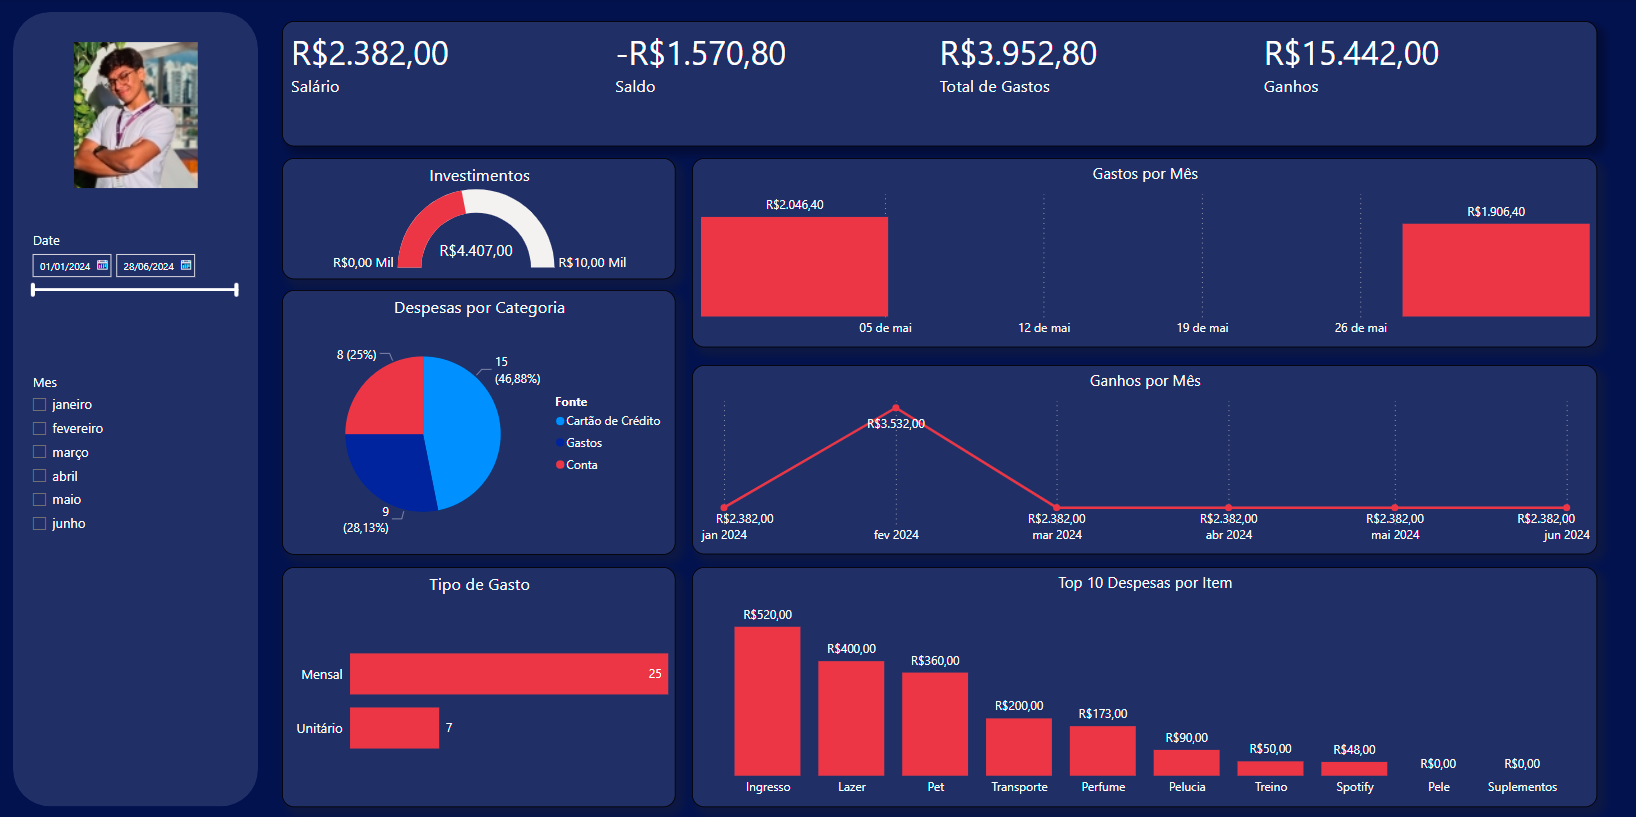 R$2.382,00
Salário
-R$1.570,80
Saldo
R$3.952,80
Total de Gastos
R$15.442,00
Ganhos
Date
01/01/2024
28/06/2024
Mes
janeiro
fevereiro
março
abril
maio
junho
Investimentos
R$4.407,00
R$0,00 Mil
R$10,00 Mil
Gastos por Mês
R$2.046,40
R$1.906,40
05 de mai
12 de mai
19 de mai
26 de mai
Despesas por Categoria
8 (25%)
15
(46,88%)
9
(28,13%)
Fonte
Cartão de Crédito
Gastos
Conta
Ganhos por Mês
R$2.382,00
R$3.532,00
R$2.382,00
R$2.382,00
R$2.382,00
R$2.382,00
jan 2024
fev 2024
mar 2024
abr 2024
mai 2024
jun 2024
Tipo de Gasto
Mensal
25
Unitário
7
Top 10 Despesas por Item
R$520,00
R$400,00
R$360,00
R$200,00
R$173,00
R$90,00
R$50,00
R$48,00
R$0,00
R$0,00
Ingresso
Lazer
Pet
Transporte
Perfume
Pelucia
Treino
Spotify
Pele
Suplementos